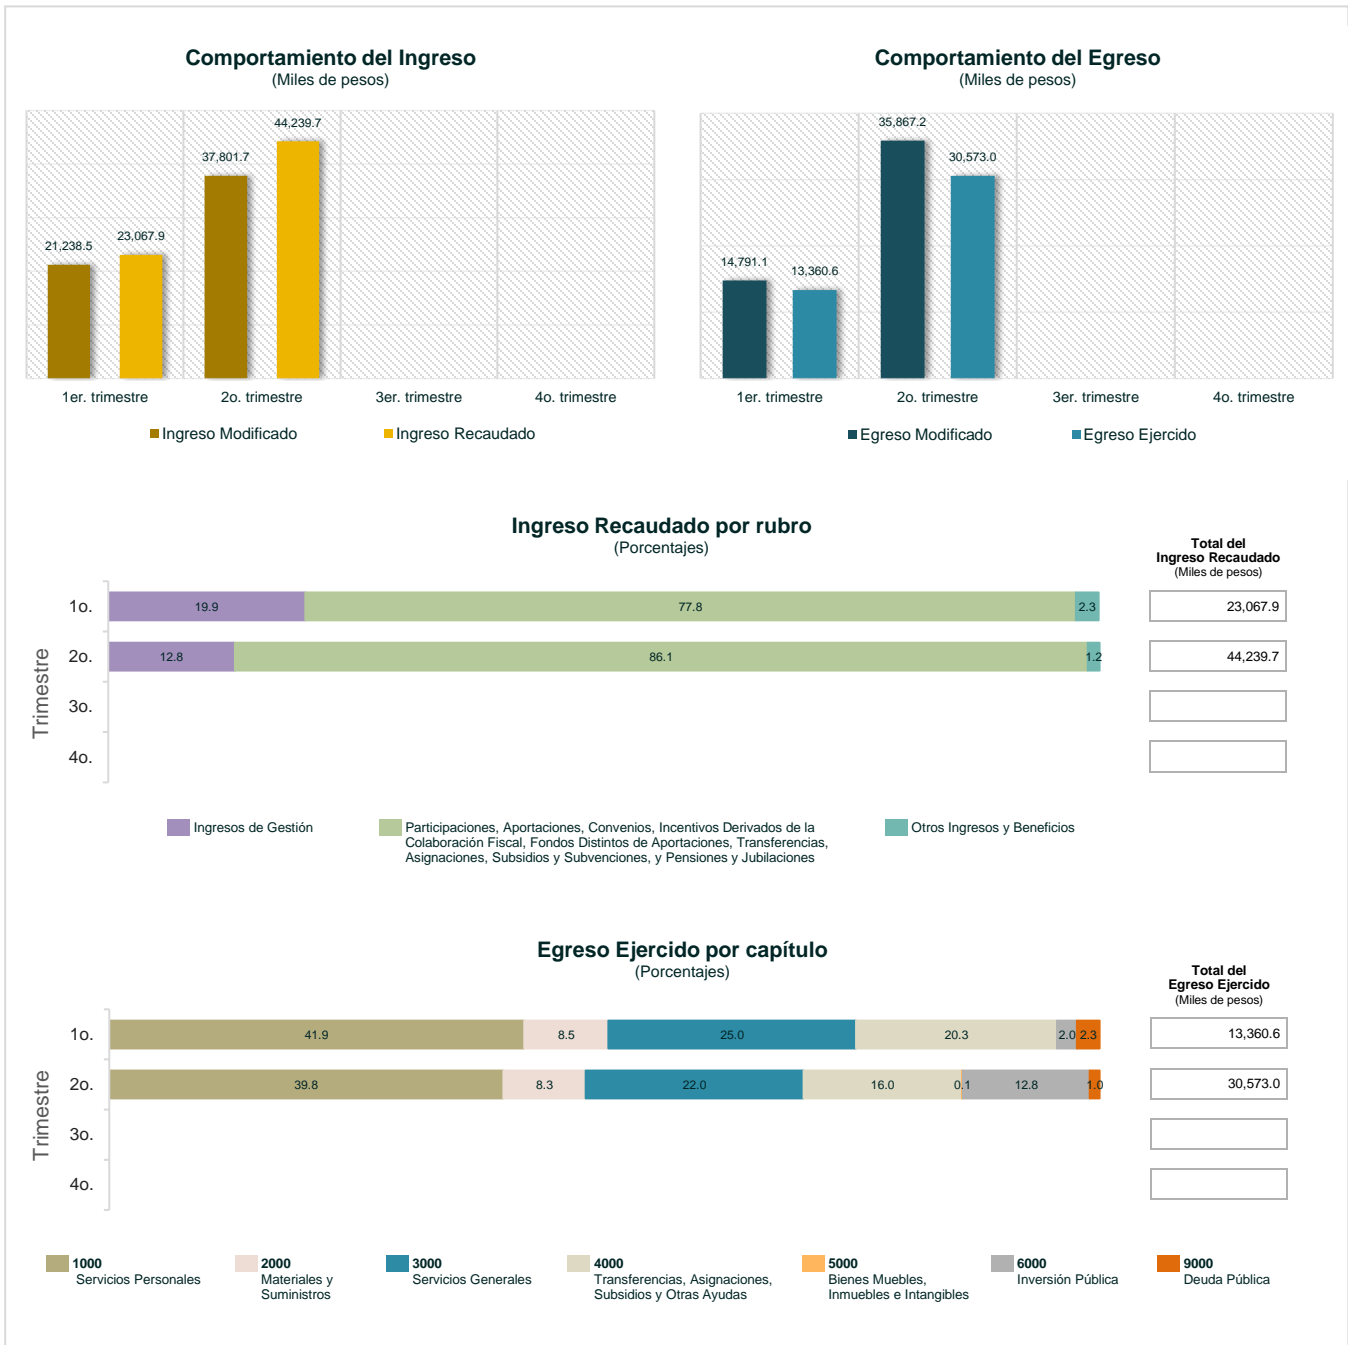 Comportamiento del Ingreso
(Miles de pesos)
44,239.7
37,801.7
23,067.9
21,238.5
1er. trimestre
2o. trimestre
3er. trimestre
4o. trimestre
Ingreso Modificado
Ingreso Recaudado
Comportamiento del Egreso
(Miles de pesos)
35,867.2
30,573.0
14,791.1
13,360.6
1er. trimestre
2o. trimestre
3er. trimestre
4o. trimestre
Egreso Modificado
Egreso Ejercido
Ingreso Recaudado por rubro
(Porcentajes)
Total del
Ingreso Recaudado
(Miles de pesos)
Trimestre
1o.
19.9
77.8
2.3
23,067.9
2o.
12.8
86.1
1.2
44,239.7
3o.
4o.
Ingresos de Gestión
Participaciones, Aportaciones, Convenios, Incentivos Derivados de la
Colaboración Fiscal, Fondos Distintos de Aportaciones, Transferencias,
Asignaciones, Subsidios y Subvenciones, y Pensiones y Jubilaciones
Otros Ingresos y Beneficios
Egreso Ejercido por capítulo
(Porcentajes)
Total del
Egreso Ejercido
(Miles de pesos)
Trimestre
1o.
41.9
8.5
25.0
20.3
2.0
2.3
13,360.6
2o.
39.8
8.3
22.0
16.0
0.1
12.8
1.0
30,573.0
3o.
4o.
1000
Servicios Personales
2000
Materiales y
Suministros
3000
Servicios Generales
4000
Transferencias, Asignaciones,
Subsidios y Otras Ayudas
5000
Bienes Muebles,
Inmuebles e Intangibles
6000
Inversión Pública
9000
Deuda Pública